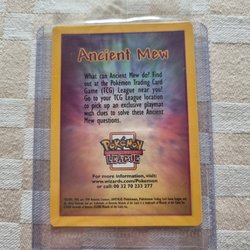 Ancient Mew
What can Ancient Mew do? Find out
at the Pokémon Trading Card
Game (TCG) League near you!
Go to your TCG League location
to pick up an exclusive playmat
with clues to solve these Ancient
Mew questions.
POKéMON
LEAGUE
For more information, visit:
www.wizards.com/Pokemon
or call: 00 32 70 233 277